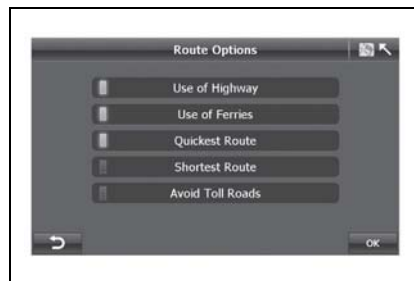 Route Options
Use of Highway
Use of Ferries
Quickest Route
Shortest Route
Avoid Toll Roads
OK